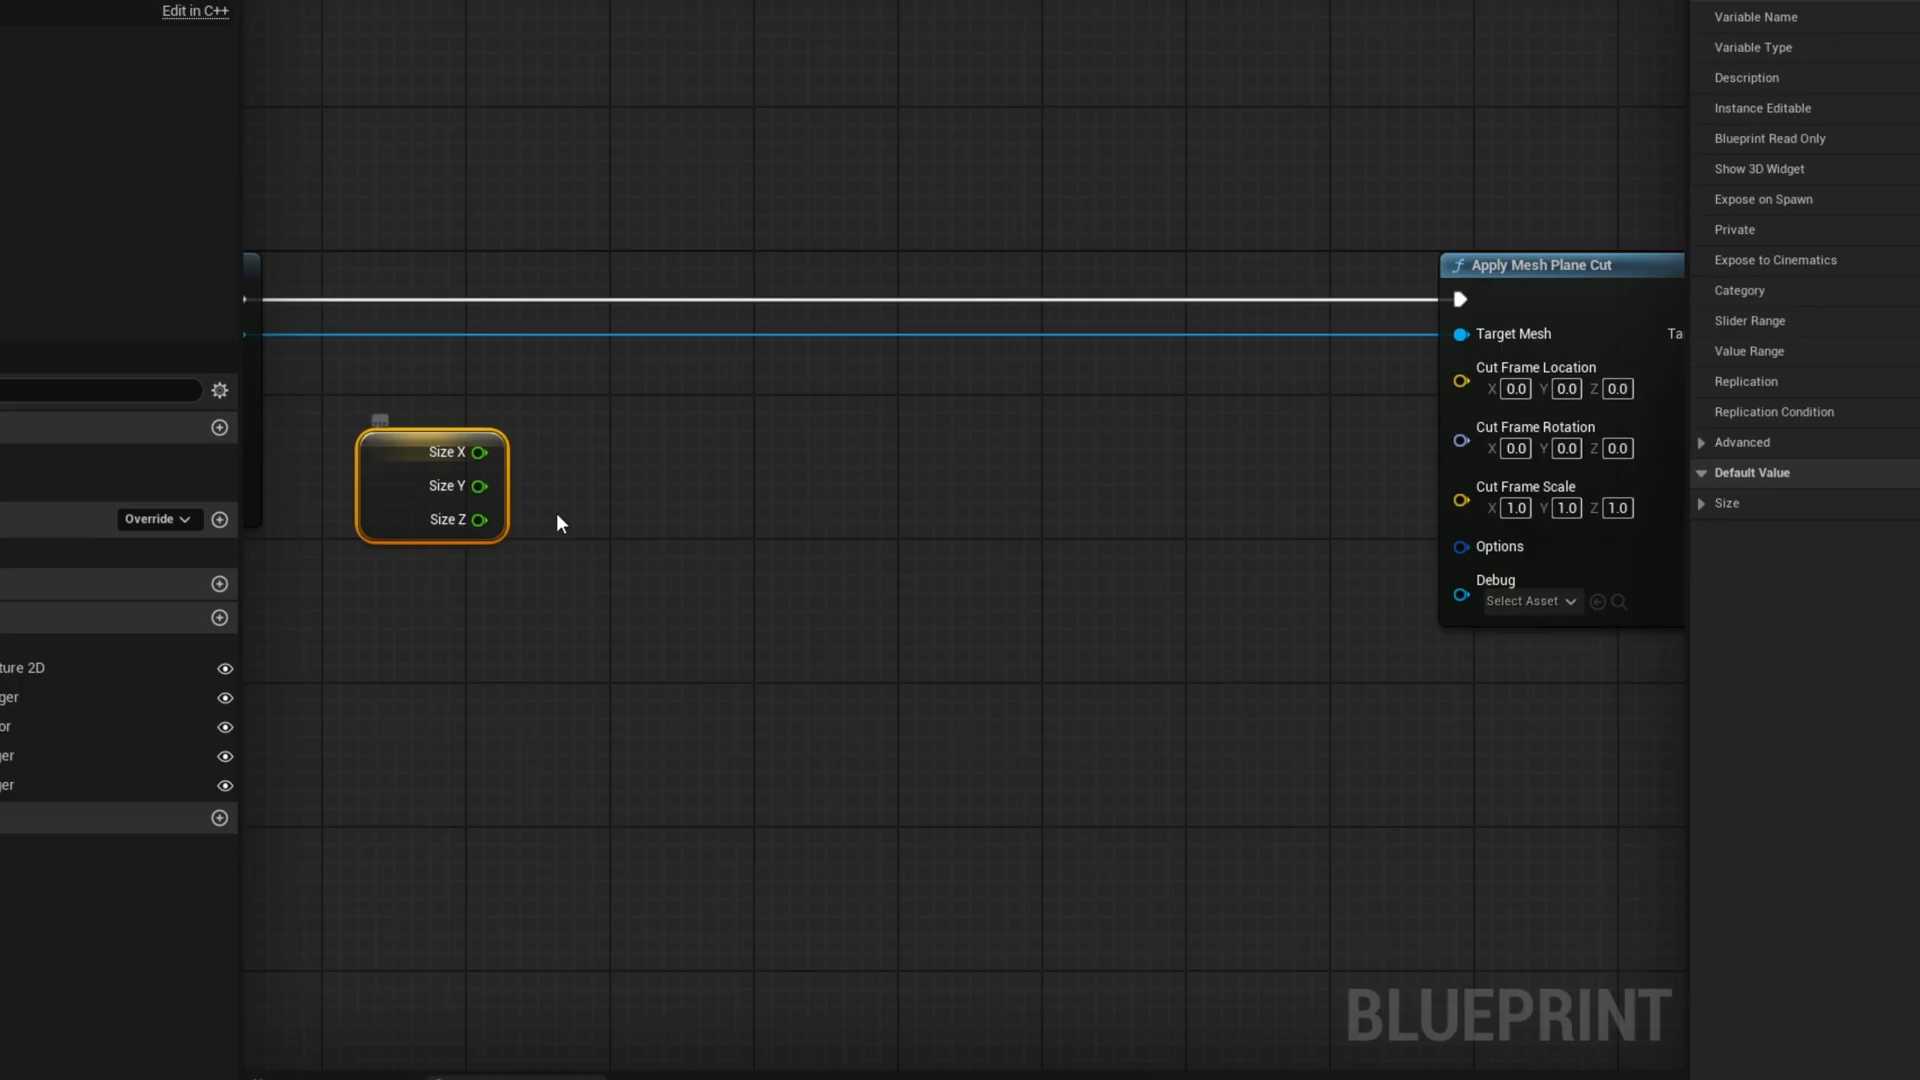 Edit in C++
Override
ture 2D
ger
or
ger
ger
Size X
Size Y
Size Z
Apply Mesh Plane Cut
Target Mesh
Ta
Cut Frame Location
X 0.0 Y 0.0 Z 0.0
Cut Frame Rotation
X 0.0 Y 0.0 Z 0.0
Cut Frame Scale
X 1.0 Y 1.0 Z 1.0
Options
Debug
Select Asset
BLUEPRINT
Variable Name
Variable Type
Description
Instance Editable
Blueprint Read Only
Show 3D Widget
Expose on Spawn
Private
Expose to Cinematics
Category
Slider Range
Value Range
Replication
Replication Condition
Advanced
Default Value
Size